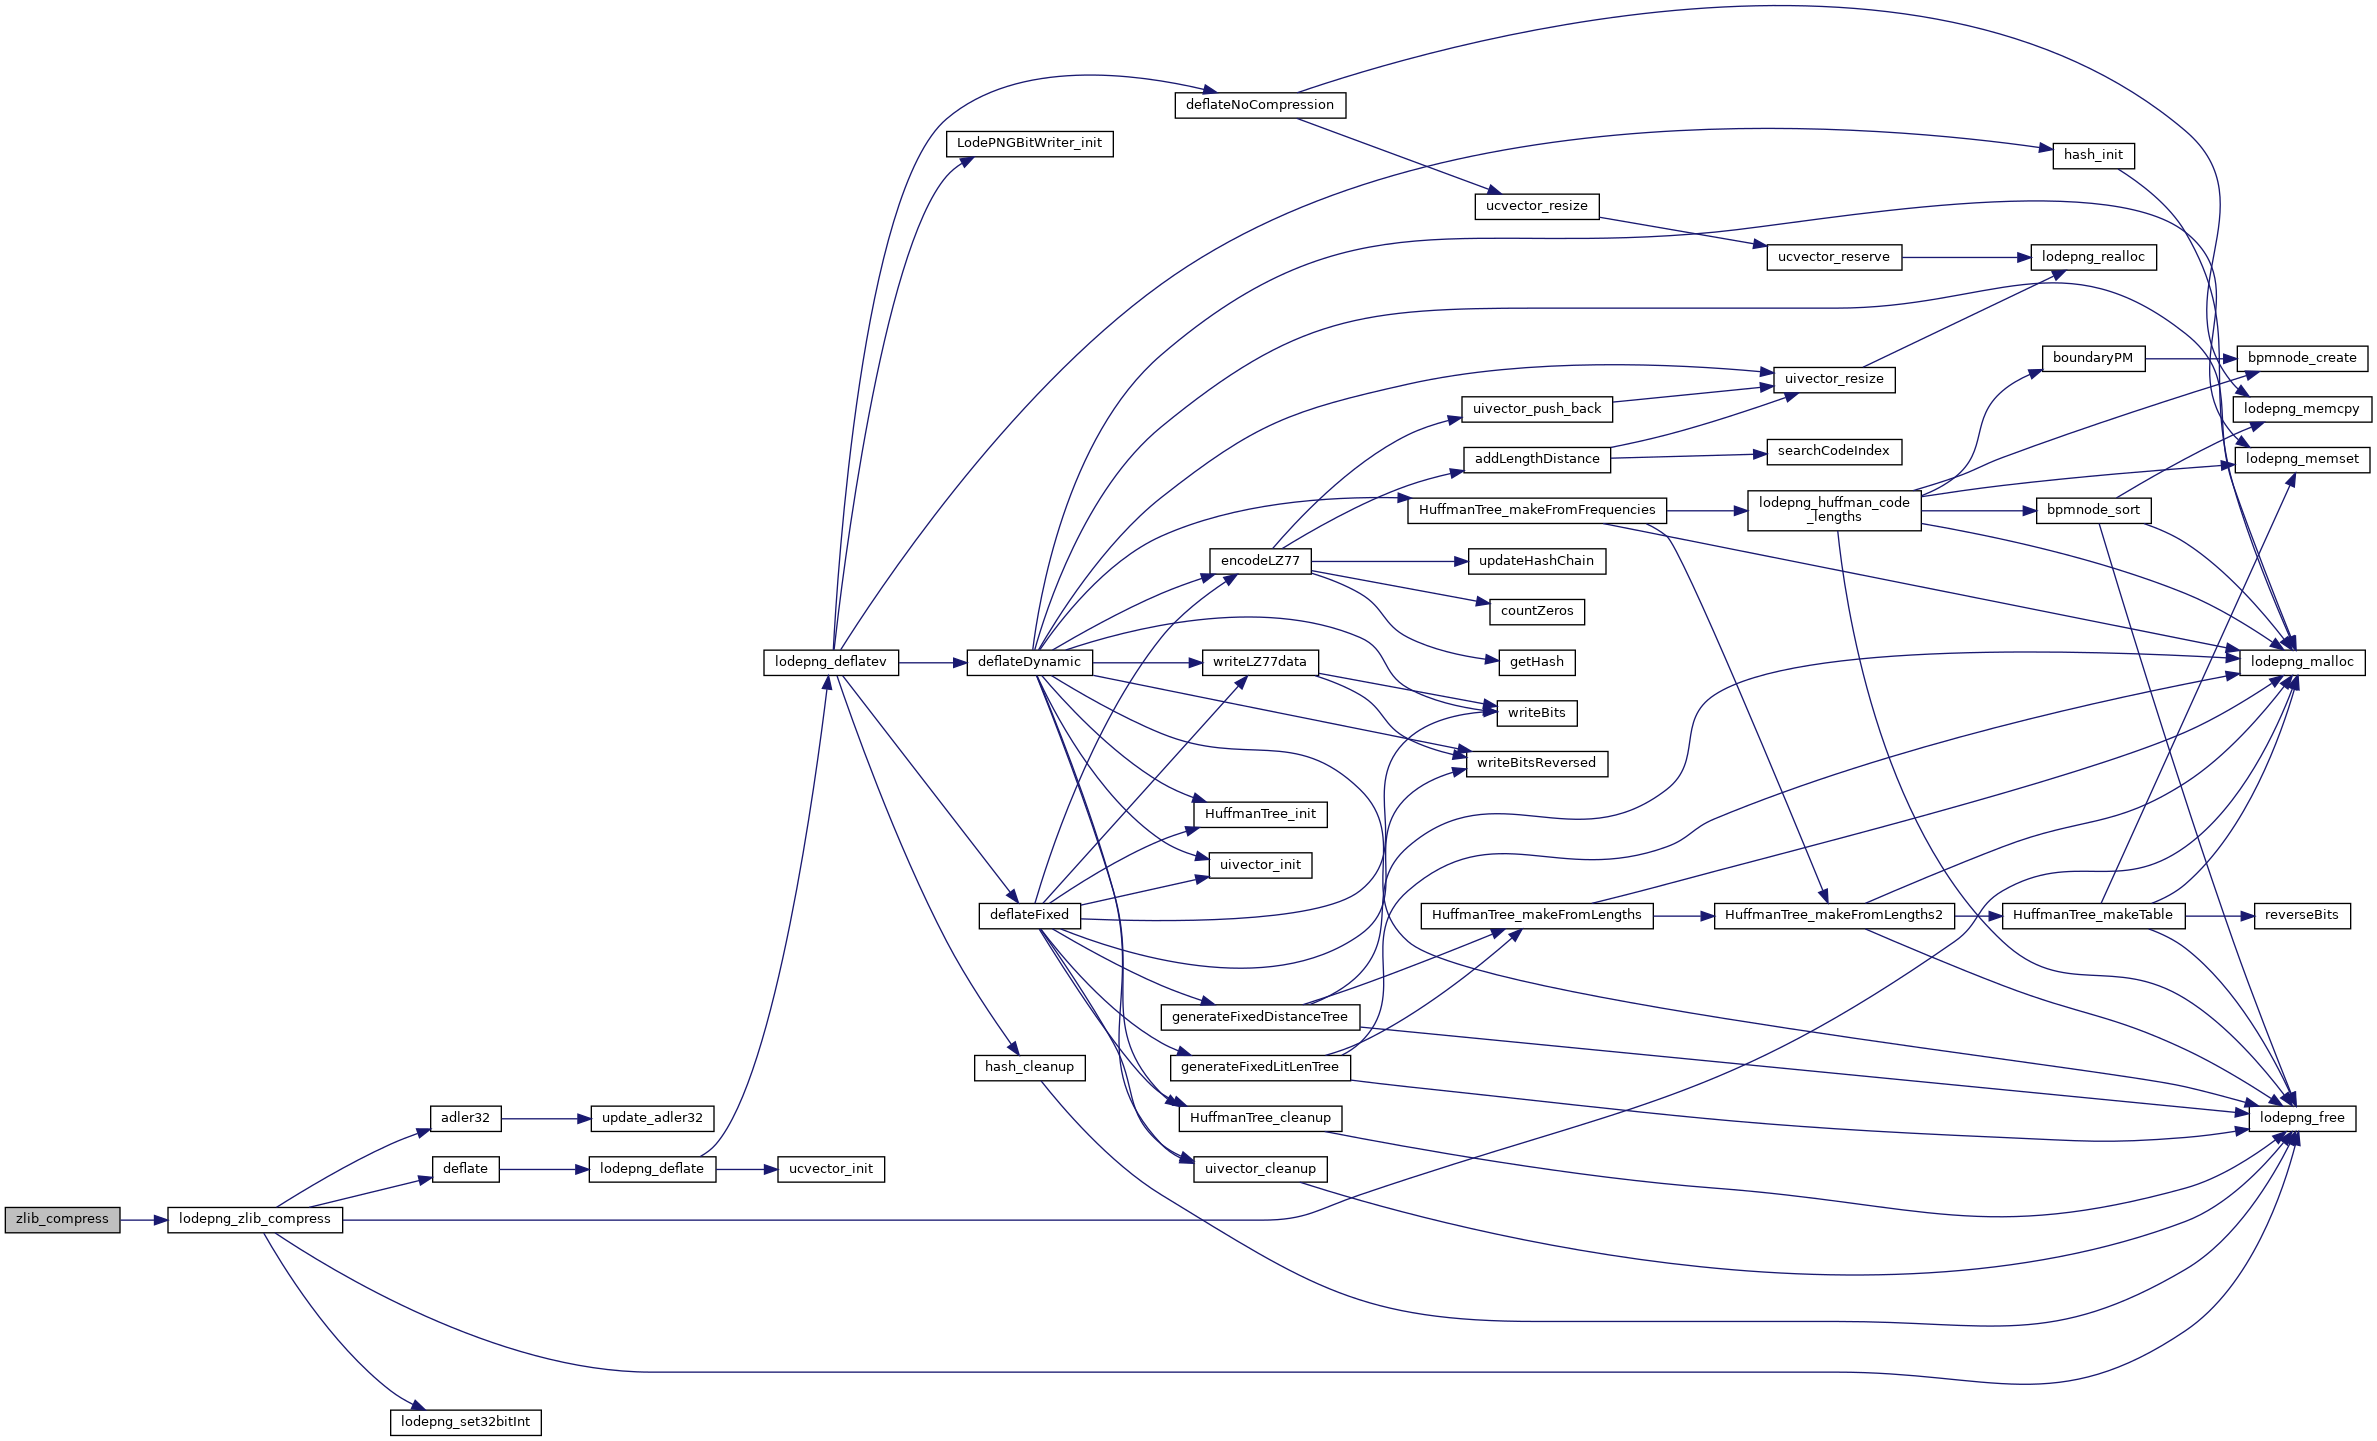 deflateNoCompression
LodePNGBitWriter_init
hash_init
ucvector_resize
ucvector_reserve
lodepng_realloc
boundaryPM
bpmnode_create
uivector_resize
uivector_push_back
lodepng_memcpy
addLengthDistance
searchCodeIndex
lodepng_memset
HuffmanTree_makeFromFrequencies
lodepng_huffman_code
_lengths
bpmnode_sort
encodeLZ77
updateHashChain
countZeros
lodepng_deflatev
deflateDynamic
writeLZ77data
getHash
lodepng_malloc
writeBits
writeBitsReversed
HuffmanTree_init
uivector_init
deflateFixed
HuffmanTree_makeFromLengths
HuffmanTree_makeFromLengths2
HuffmanTree_makeTable
reverseBits
generateFixedDistanceTree
hash_cleanup
generateFixedLitLenTree
adler32
update_adler32
HuffmanTree_cleanup
lodepng_free
deflate
lodepng_deflate
ucvector_init
uivector_cleanup
zlib_compress
lodepng_zlib_compress
lodepng_set32bitInt